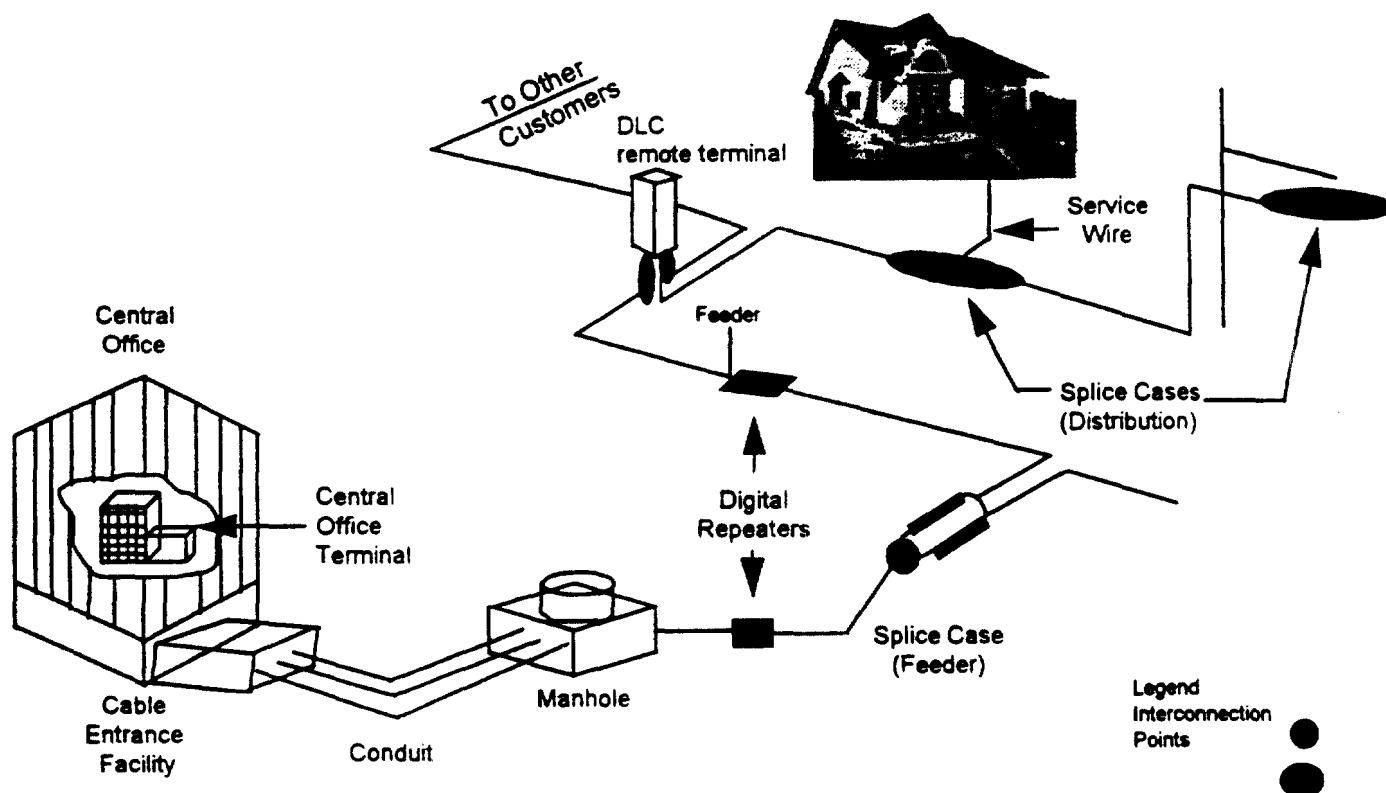 To Other
Customers
DLC
remote terminal
Service
Wire
Central
Office
Feeder
Splice Cases
(Distribution)
Central
Office
Terminal
Digital
Repeaters
Splice Case
(Feeder)
Manhole
Cable
Entrance
Facility
Conduit
Legend
Interconnection
Points